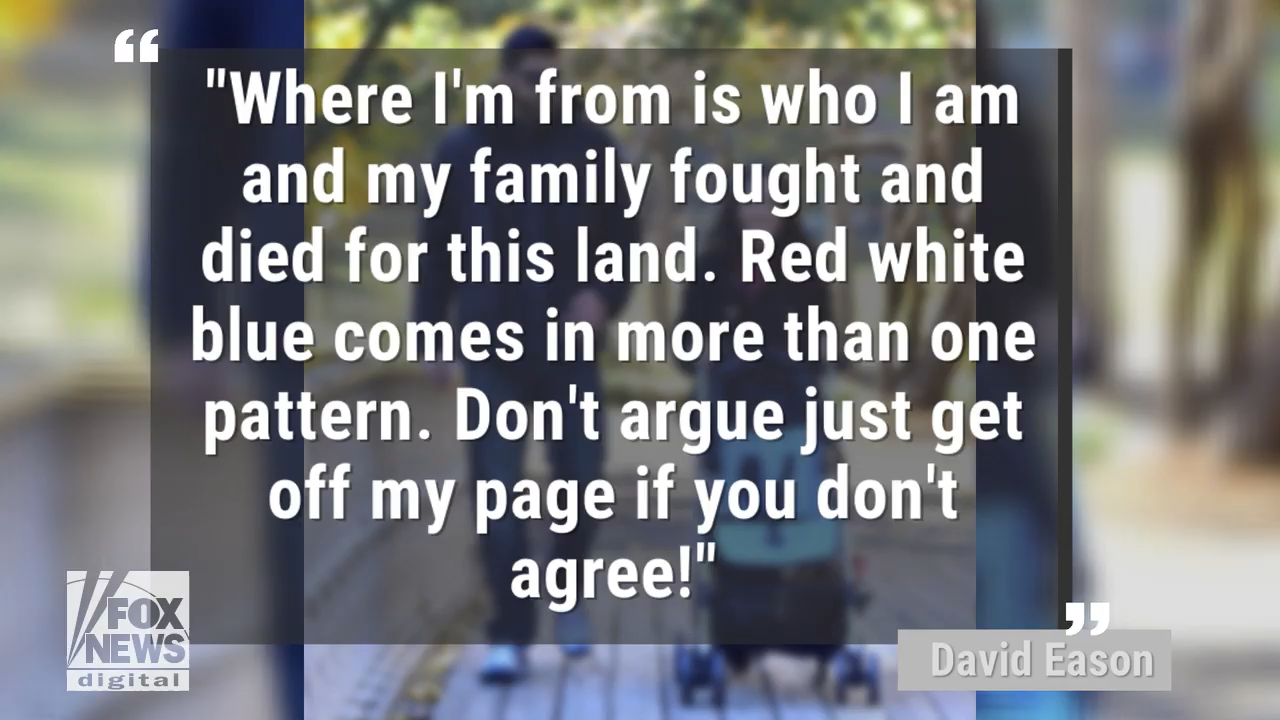 “
"Where I'm from is who I am
and my family fought and
died for this land. Red white
blue comes in more than one
pattern. Don't argue just get
off my page if you don't
agree!"
”
David Eason
FOX
NEWS
digital